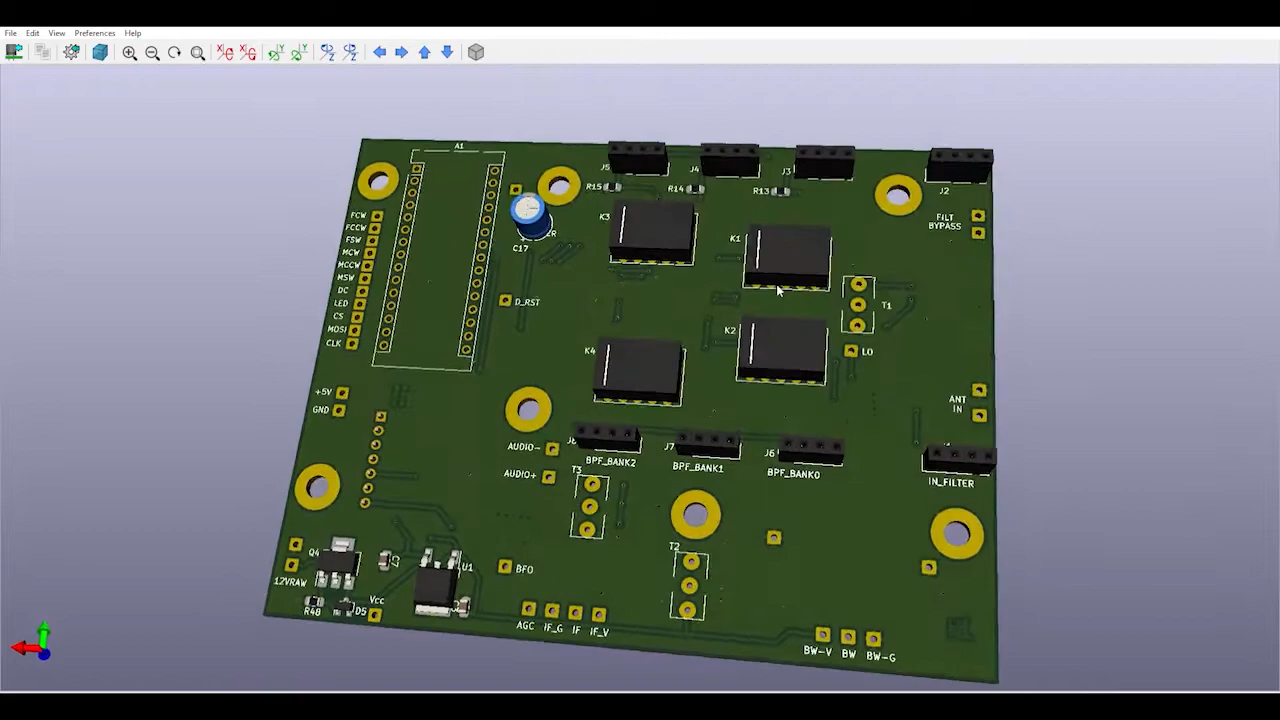 File Edit View Preferences Help
A1
J5
J4
J3
J2
R15
R14
R13
K3
FCW
FCCW
FSW
MCW
MCCW
MSW
DC
LED
CS
MOSI
CLK
C17
K1
FILT
BYPASS
D_RST
T1
K2
K4
LO
+5V
GND
ANT
IN
AUDIO-
AUDIO+
J7
J6
BPF_BANK2
BPF_BANK1
BPF_BANK0
IN_FILTER
T3
T2
Q4
C7
U1
BFO
12VRAW
R48
D5
Vcc
AGC IF_G IF IF_V
BW-V BW BW-G